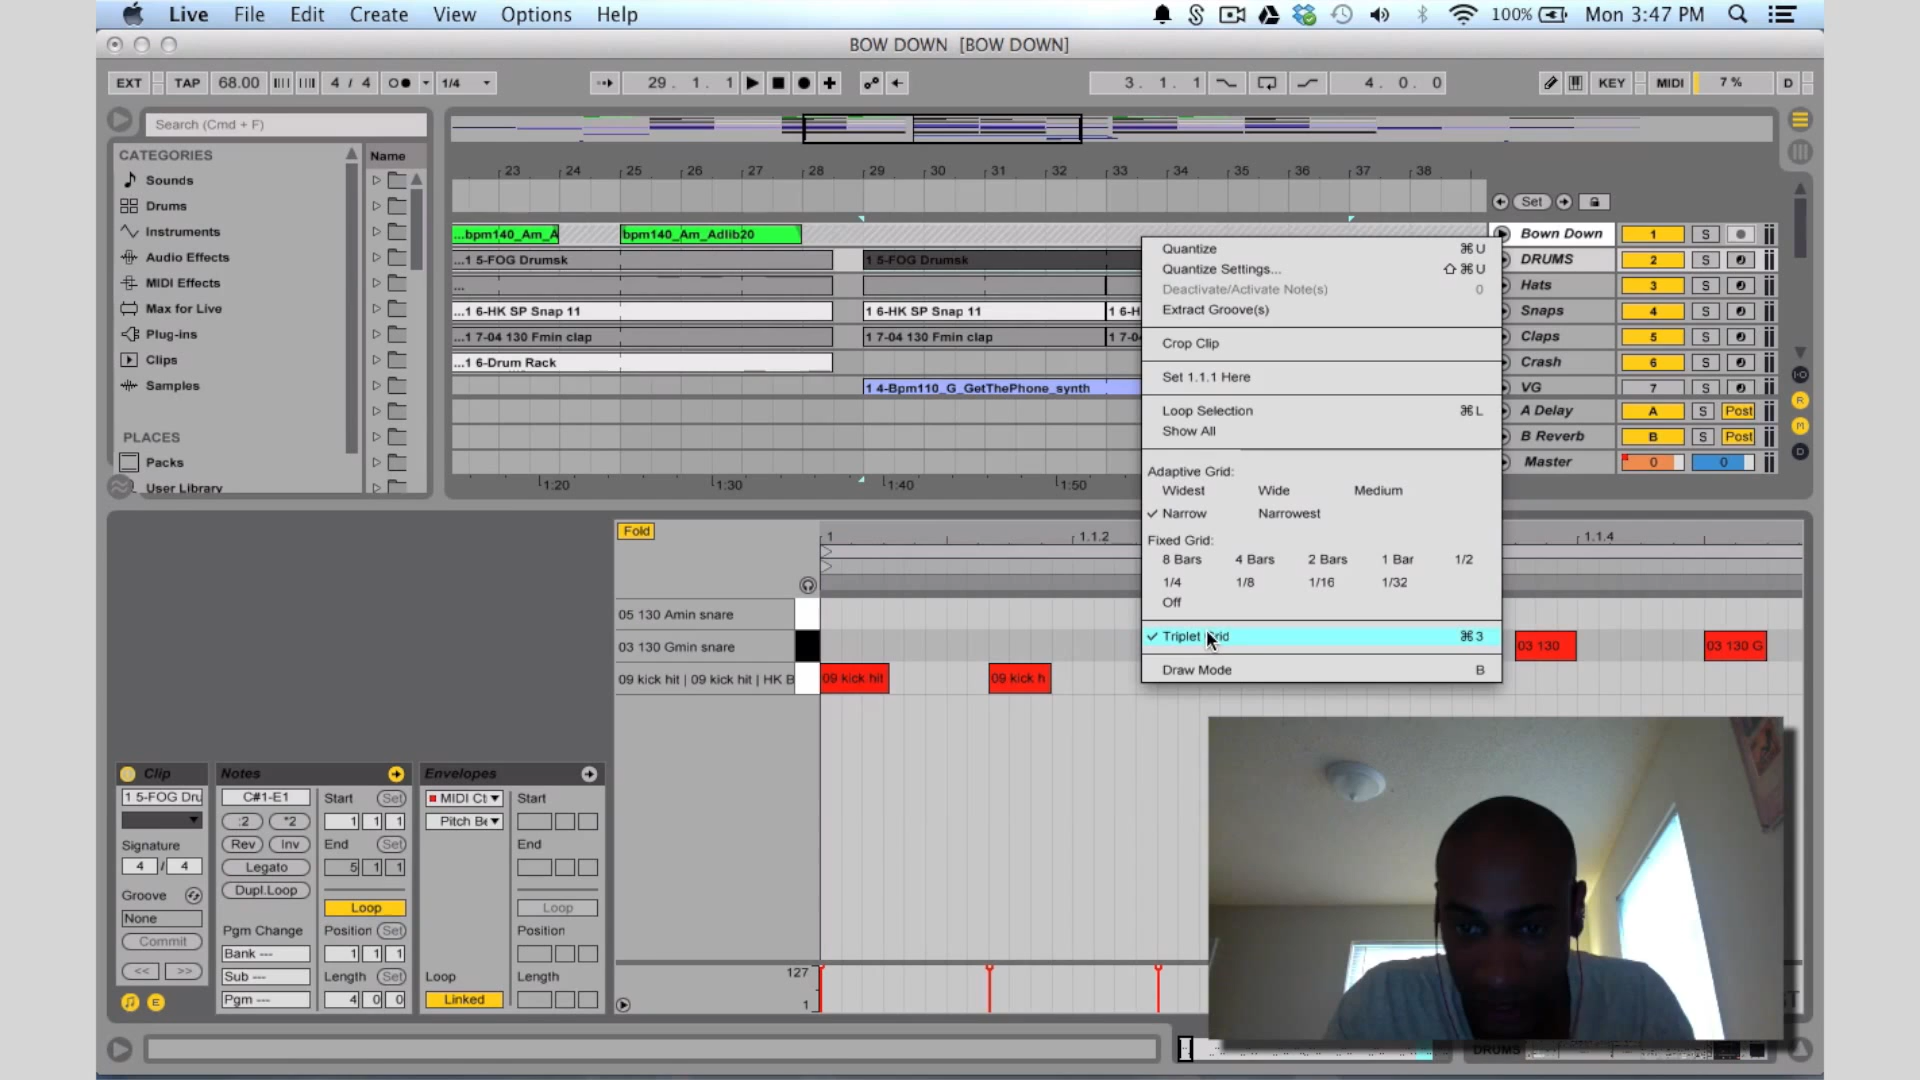 Live File Edit Create View Options Help 100% Mon 3:47 PM
BOW DOWN [BOW DOWN]
EXT TAP 68.00 4 / 4 1/4 29. 1. 1 3. 1. 1 4. 0. 0 KEY MIDI 7 % D
Search (Cmd + F)
CATEGORIES
Sounds
Drums
Instruments
Audio Effects
MIDI Effects
Max for Live
Plug-ins
Clips
Samples
PLACES
Packs
User Library
Name
23 24 25 26 27 28 29 30 31 32 33 34 35 36 37 38
Set
...bpm140_Am_A bpm140_Am_Adlib20
...1 5-FOG Drumsk 1 5-FOG Drumsk
...
...1 6-HK SP Snap 11 1 6-HK SP Snap 11 1 6-H
...1 7-04 130 Fmin clap 1 7-04 130 Fmin clap 1 7-0
...1 6-Drum Rack
1 4-Bpm110_G_GetThePhone_synth
1:20 1:30 1:40 1:50
Bown Down 1 S
DRUMS 2 S
Hats 3 S
Snaps 4 S
Claps 5 S
Crash 6 S
VG 7 S
A Delay A S Post
B Reverb B S Post
Master 0 0
I-O
R
M
D
Quantize ⌘U
Quantize Settings... ⇧⌘U
Deactivate/Activate Note(s) 0
Extract Groove(s)
Crop Clip
Set 1.1.1 Here
Loop Selection ⌘L
Show All
Adaptive Grid:
Widest Wide Medium
✓ Narrow Narrowest
Fixed Grid:
8 Bars 4 Bars 2 Bars 1 Bar 1/2
1/4 1/8 1/16 1/32
Off
✓ Triplet Grid ⌘3
Draw Mode B
Fold
1 1.1.2 1.1.4
05 130 Amin snare
03 130 Gmin snare 03 130 03 130 G
09 kick hit | 09 kick hit | HK B 09 kick hit 09 kick h
127
1
Clip
1 5-FOG Dru
Signature
4 / 4
Groove
None
Commit
<< >>
E
Notes
C#1-E1
:2 *2
Rev Inv
Legato
Dupl.Loop
Pgm Change
Bank ---
Sub ---
Pgm ---
Start Set
1 1 1
End Set
5 1 1
Loop
Position Set
1 1 1
Length Set
4 0 0
Envelopes
MIDI Ct
Pitch Be
Loop
Linked
Start
End
Loop
Position
Length
DRUMS